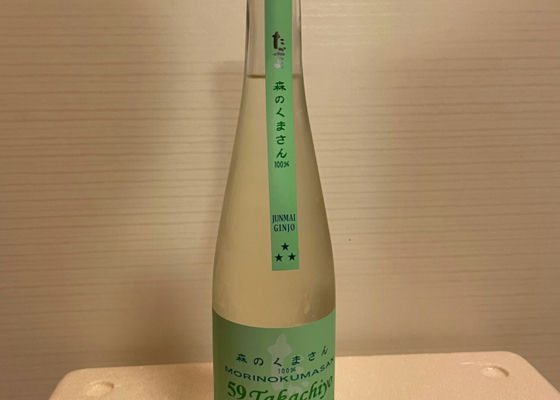 森のくまさん
100%
JUNMAI
GINJO
森のくまさん
100%
MORINOKUMASAN
59 Takachiyo